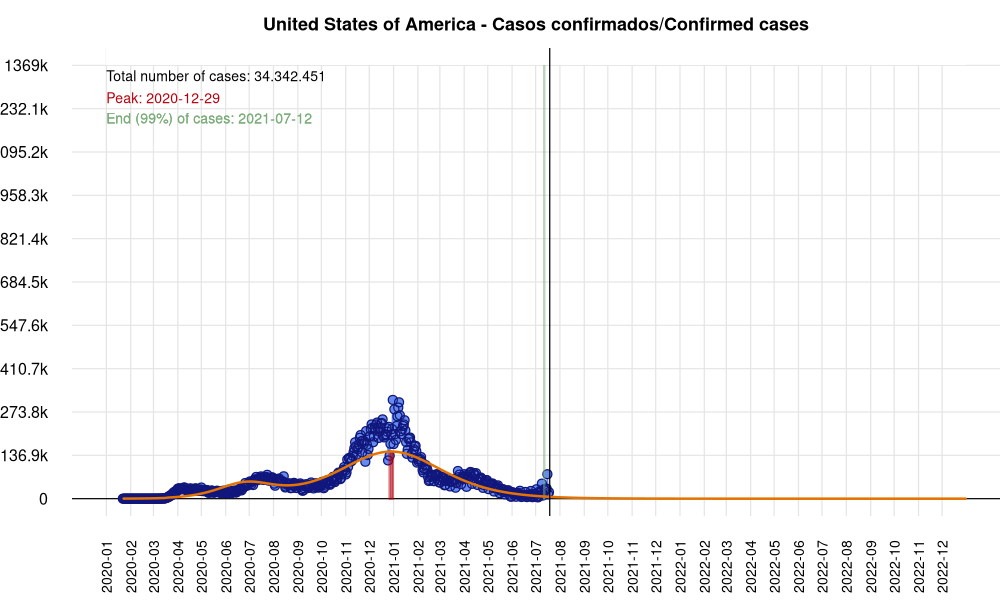 United States of America - Casos confirmados/Confirmed cases
1369k
Total number of cases: 34.342.451
Peak: 2020-12-29
232.1k
End (99%) of cases: 2021-07-12
095.2k
958.3k
821.4k
684.5k
547.6k
410.7k
273.8k
136.9k
0
2020-01
2020-02
2020-03
2020-04
2020-05
2020-06
2020-07
2020-08
2020-09
2020-10
2020-11
2020-12
2021-01
2021-02
2021-03
2021-04
2021-05
2021-06
2021-07
2021-08
2021-09
2021-10
2021-11
2021-12
2022-01
2022-02
2022-03
2022-04
2022-05
2022-06
2022-07
2022-08
2022-09
2022-10
2022-11
2022-12